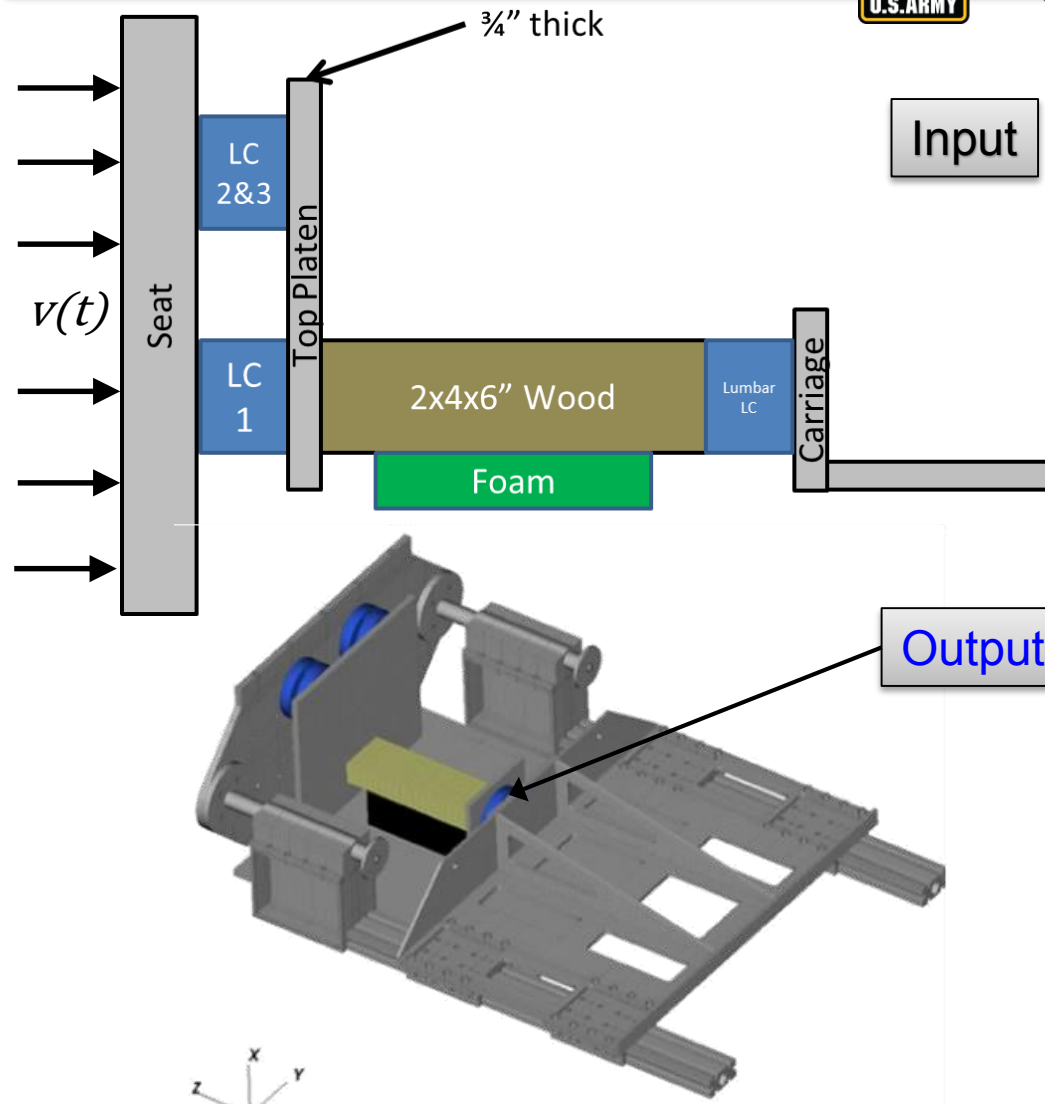 U.S.ARMY
¾” thick
Input
LC
2&3
Top Platen
v(t)
Seat
LC
1
2x4x6” Wood
Lumbar
LC
Carriage
Foam
Output
X
Y
Z